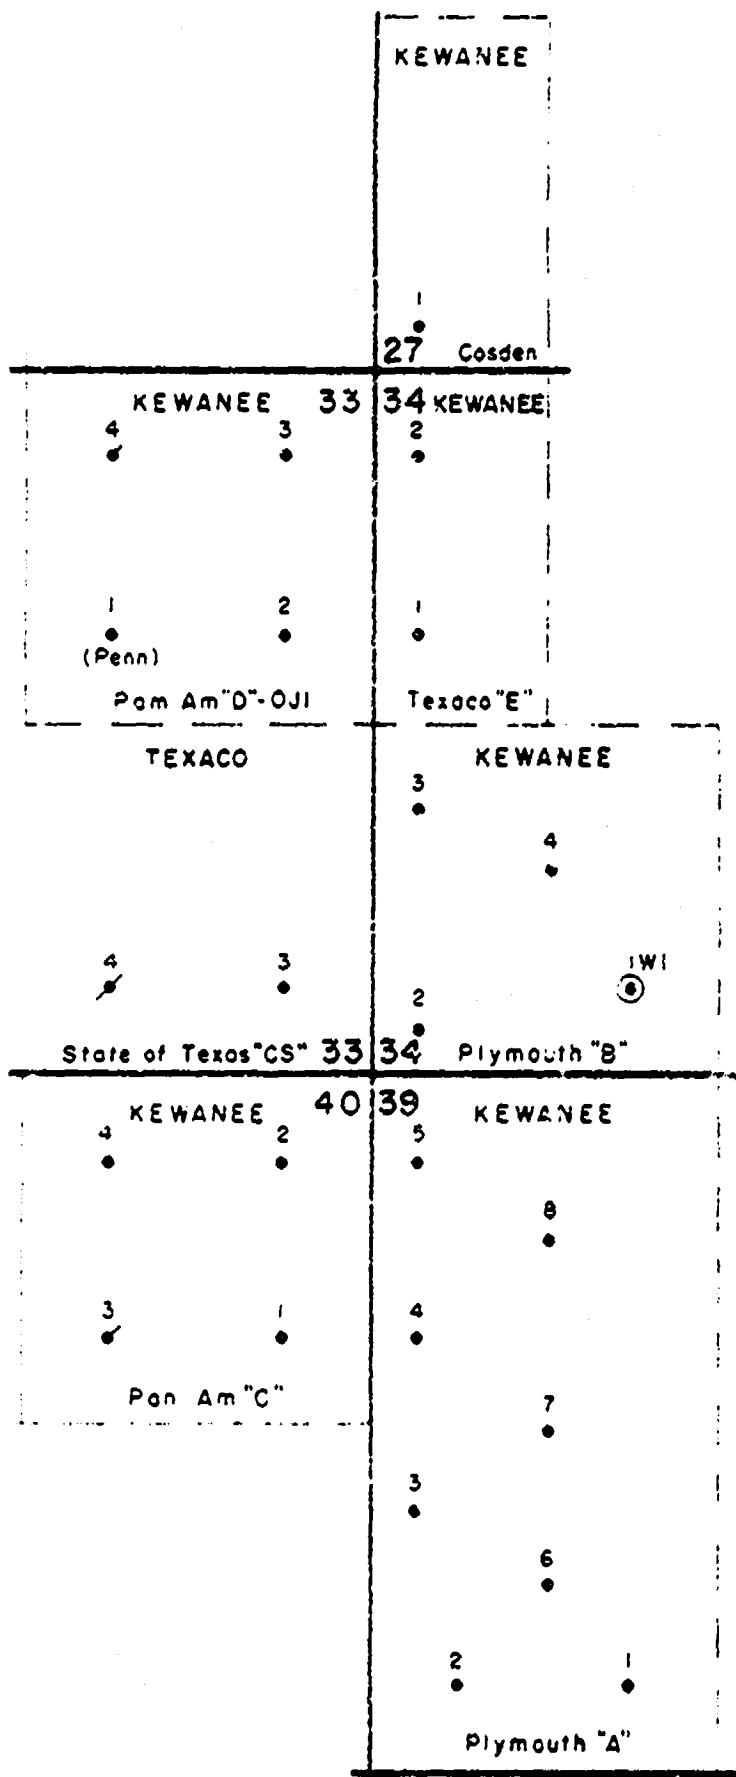 KEWANEE
1
27 Cosden
KEWANEE 33 34 KEWANEE
4 3 2
1 2 1
(Penn)
Pam Am "D"-OJI Texaco "E"
TEXACO KEWANEE
3
4
4 3 1WI
2
State of Texas "CS" 33 34 Plymouth "B"
KEWANEE 40 39 KEWANEE
4 2 5
8
3 1 4
Pan Am "C"
7
3
6
2 1
Plymouth "A"